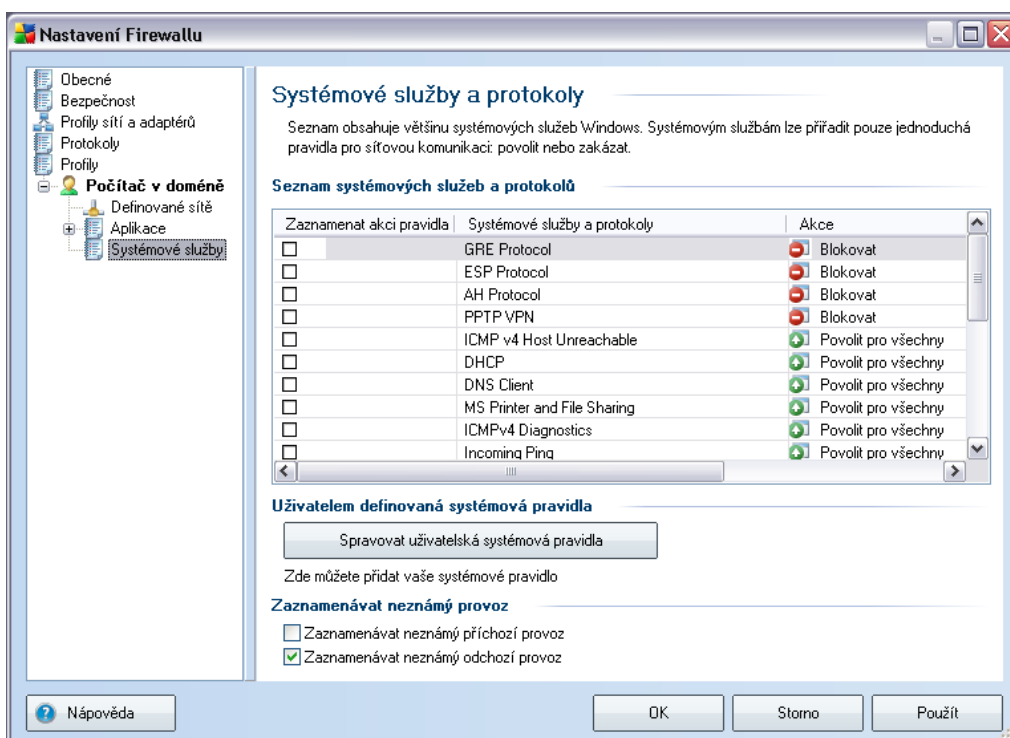 Nastavení Firewallu
Obecné
Bezpečnost
Profily sítí a adaptérů
Protokoly
Profily
Počítač v doméně
Definované sítě
Aplikace
Systémové služby
Systémové služby a protokoly
Seznam obsahuje většinu systémových služeb Windows. Systémovým službám lze přiřadit pouze jednoduchá
pravidla pro síťovou komunikaci: povolit nebo zakázat.
Seznam systémových služeb a protokolů
Zaznamenat akci pravidla Systémové služby a protokoly Akce
GRE Protocol Blokovat
ESP Protocol Blokovat
AH Protocol Blokovat
PPTP VPN Blokovat
ICMP v4 Host Unreachable Povolit pro všechny
DHCP Povolit pro všechny
DNS Client Povolit pro všechny
MS Printer and File Sharing Povolit pro všechny
ICMPv4 Diagnostics Povolit pro všechny
Incoming Ping Povolit pro všechny
Uživatelem definovaná systémová pravidla
Spravovat uživatelská systémová pravidla
Zde můžete přidat vaše systémové pravidlo
Zaznamenávat neznámý provoz
Zaznamenávat neznámý příchozí provoz
Zaznamenávat neznámý odchozí provoz
Nápověda OK Storno Použít